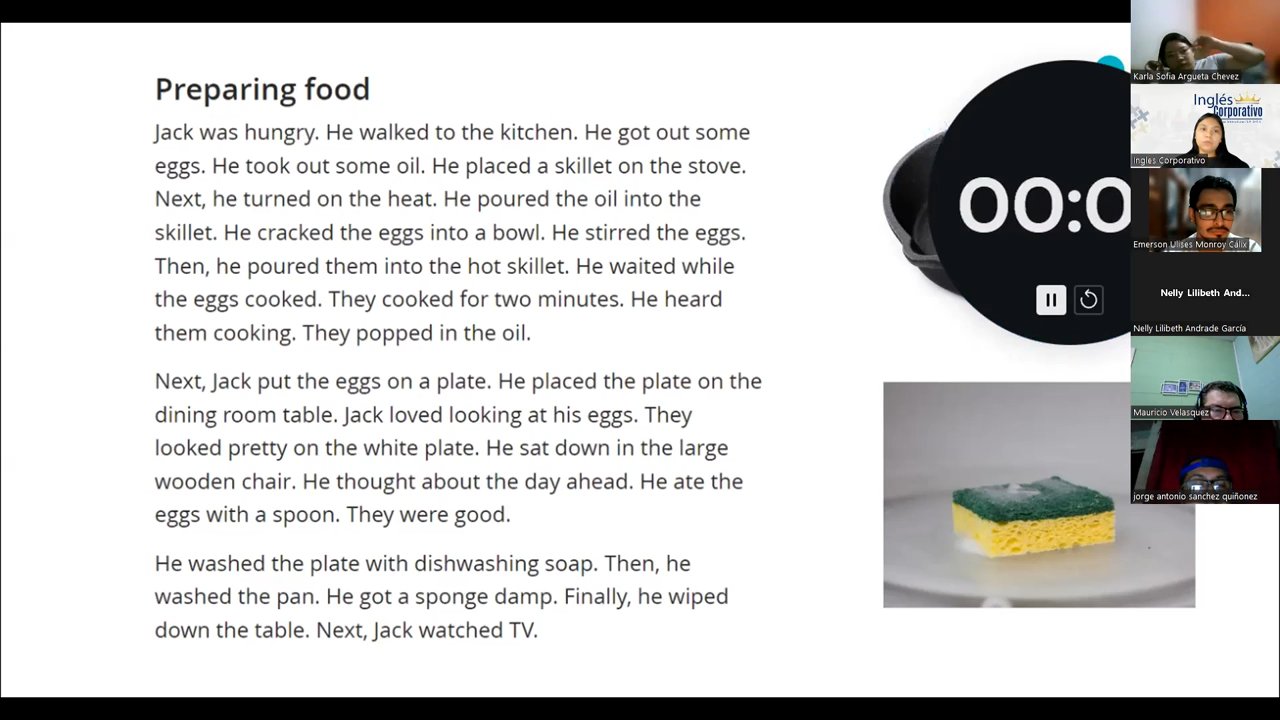 Preparing food
Jack was hungry. He walked to the kitchen. He got out some
eggs. He took out some oil. He placed a skillet on the stove.
Next, he turned on the heat. He poured the oil into the
skillet. He cracked the eggs into a bowl. He stirred the eggs.
Then, he poured them into the hot skillet. He waited while
the eggs cooked. They cooked for two minutes. He heard
them cooking. They popped in the oil.
Next, Jack put the eggs on a plate. He placed the plate on the
dining room table. Jack loved looking at his eggs. They
looked pretty on the white plate. He sat down in the large
wooden chair. He thought about the day ahead. He ate the
eggs with a spoon. They were good.
He washed the plate with dishwashing soap. Then, he
washed the pan. He got a sponge damp. Finally, he wiped
down the table. Next, Jack watched TV.
00:0
Karla Sofia Argueta Chevez
Inglés
Corporativo
Ingles Corporativo
Emerson Ulises Monroy Cálix
Nelly Lilibeth And...
Nelly Lilibeth Andrade García
Mauricio Velasquez
jorge antonio sanchez quiñonez